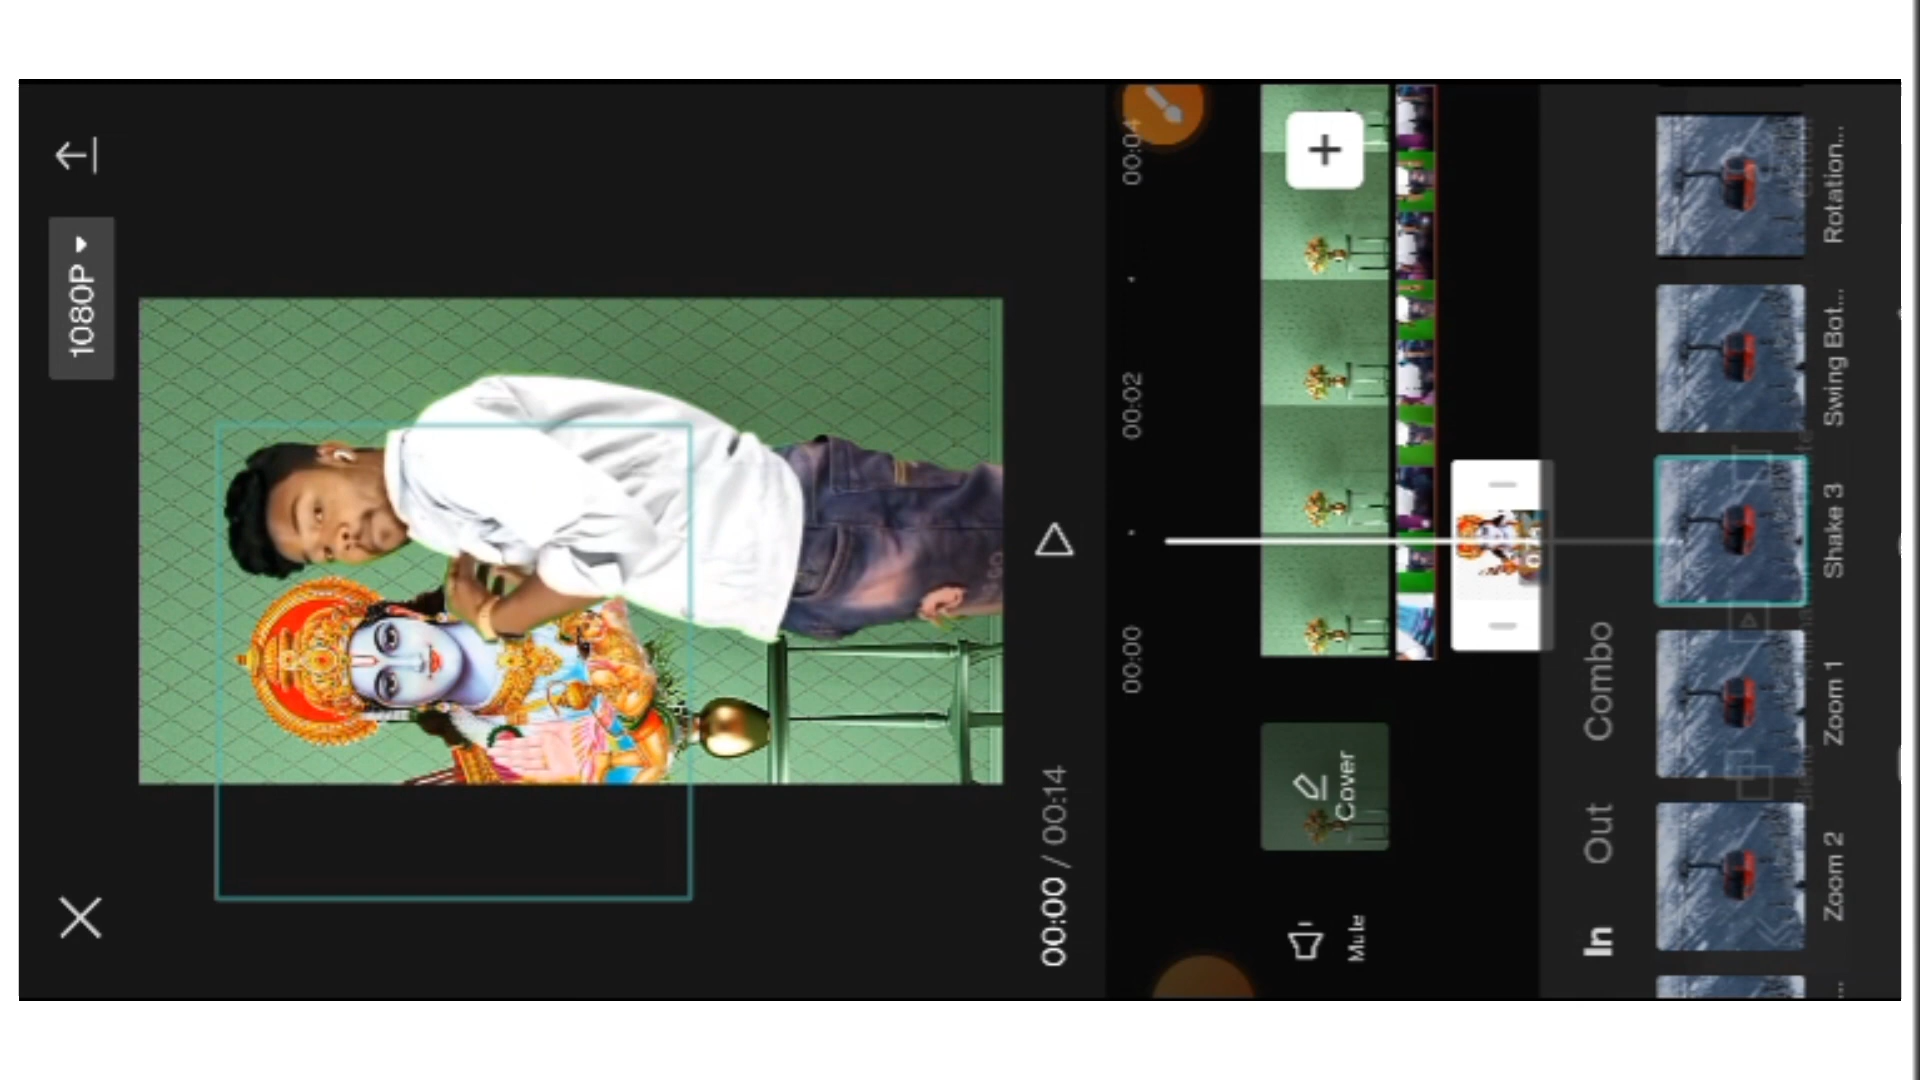 1080P
00:00 / 00:14
00:00
00:02
00:04
Mute
Cover
In
Out
Combo
...
Zoom 2
Zoom 1
Shake 3
Swing Bot...
Rotation...